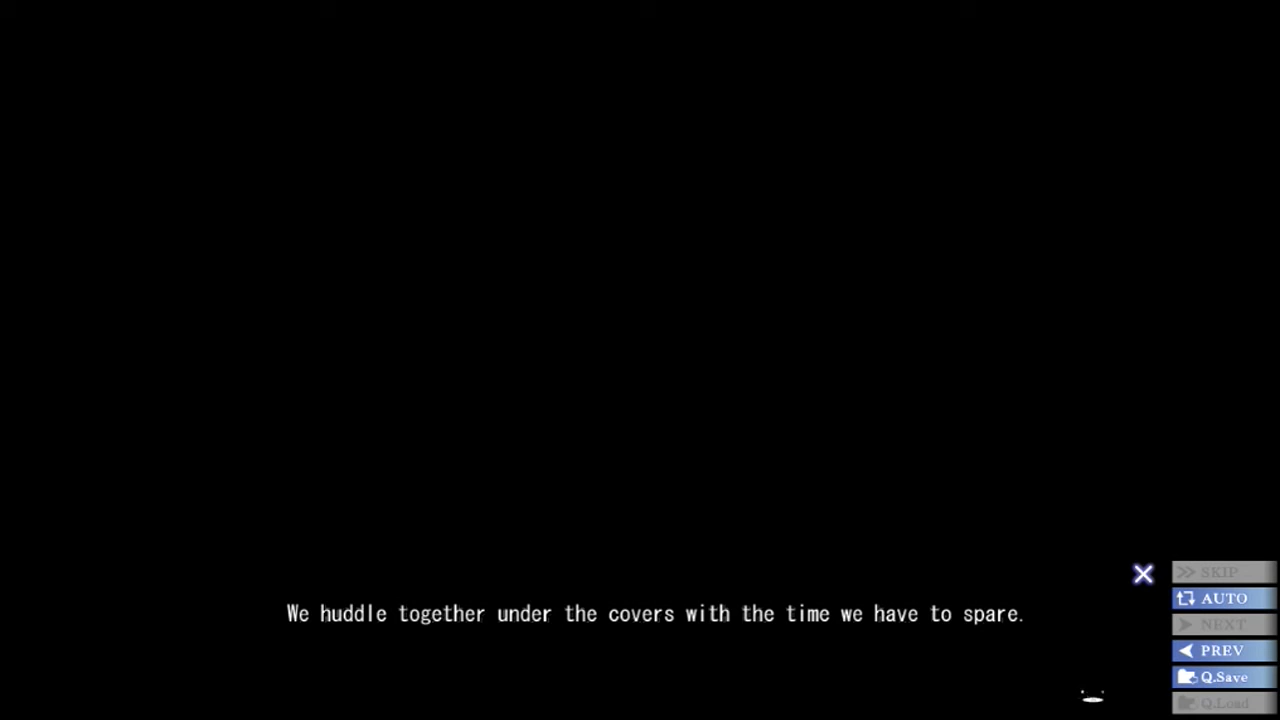 SKIP
AUTO
We huddle together under the covers with the time we have to spare.
NEXT
PREV
Q.Save
Q.Load